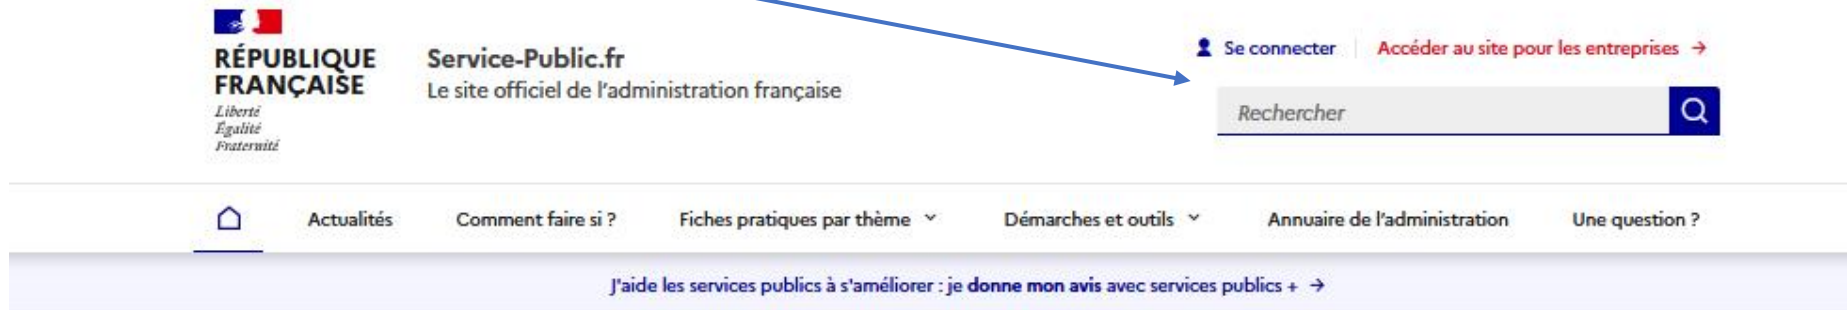 RÉPUBLIQUE
FRANÇAISE
Liberté
Égalité
Fraternité
Service-Public.fr
Le site officiel de l'administration française
Se connecter
Accéder au site pour les entreprises →
Rechercher
Actualités
Comment faire si ?
Fiches pratiques par thème
Démarches et outils
Annuaire de l'administration
Une question ?
J'aide les services publics à s'améliorer : je donne mon avis avec services publics + →